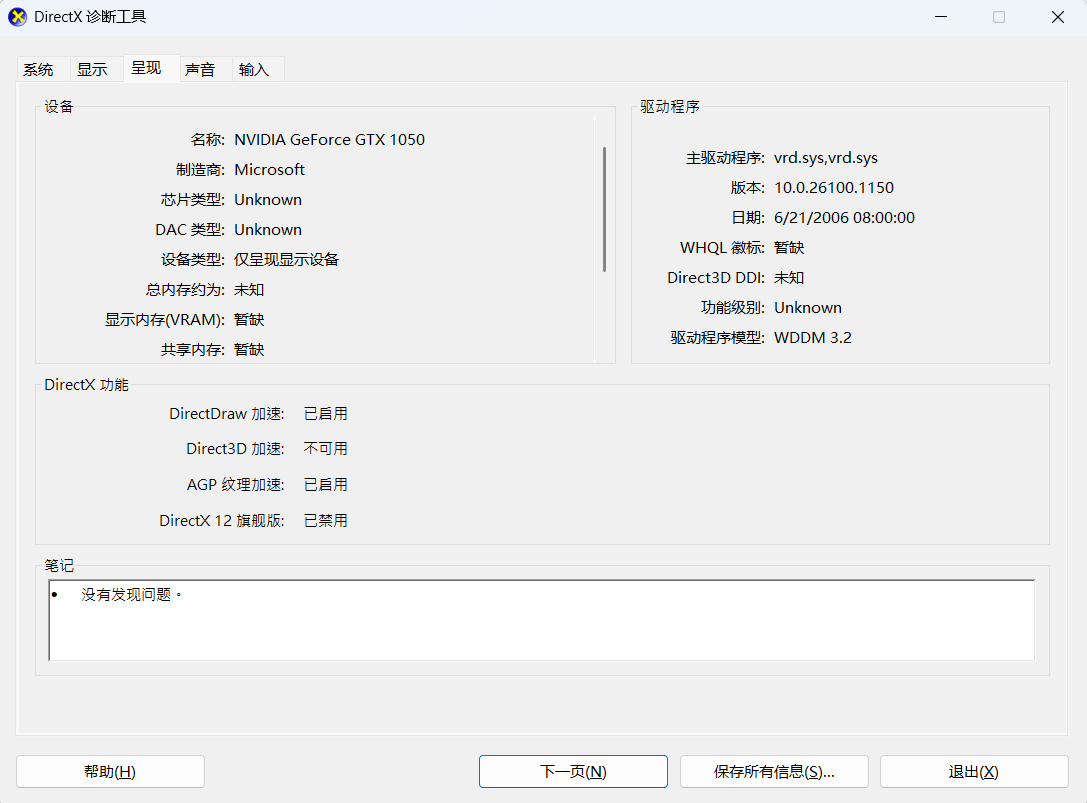 DirectX 诊断工具
系统 显示 呈现 声音 输入
设备
名称: NVIDIA GeForce GTX 1050
制造商: Microsoft
芯片类型: Unknown
DAC 类型: Unknown
设备类型: 仅呈现显示设备
总内存约为: 未知
显示内存(VRAM): 暂缺
共享内存: 暂缺
驱动程序
主驱动程序: vrd.sys,vrd.sys
版本: 10.0.26100.1150
日期: 6/21/2006 08:00:00
WHQL 徽标: 暂缺
Direct3D DDI: 未知
功能级别: Unknown
驱动程序模型: WDDM 3.2
DirectX 功能
DirectDraw 加速: 已启用
Direct3D 加速: 不可用
AGP 纹理加速: 已启用
DirectX 12 旗舰版: 已禁用
笔记
• 没有发现问题。
帮助(H) 下一页(N) 保存所有信息(S)... 退出(X)